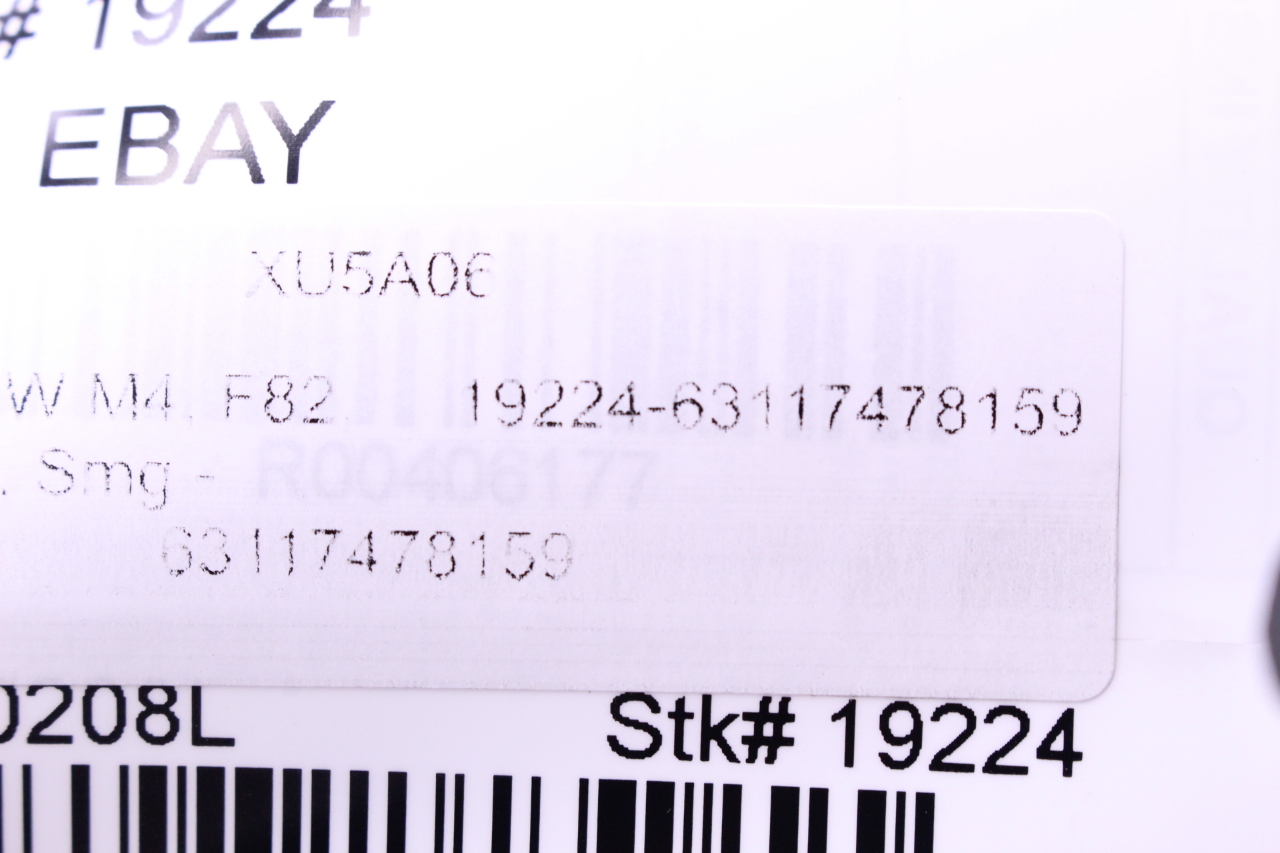 # 19224
EBAY
XU5A06
W M4, F82 19224-63117478159
. Smg - R00406177
63117478159
0208L Stk# 19224